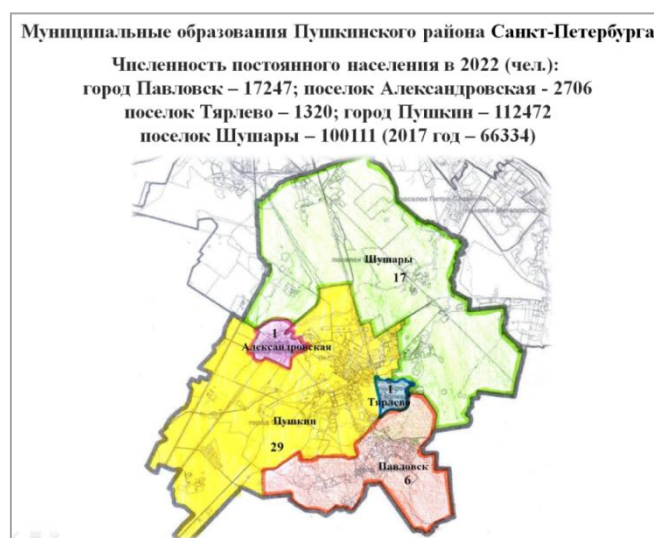 Муниципальные образования Пушкинского района Санкт-Петербурга
Численность постоянного населения в 2022 (чел.):
город Павловск – 17247; поселок Александровская - 2706
поселок Тярлево – 1320; город Пушкин – 112472
поселок Шушары – 100111 (2017 год – 66334)
Шушары
17
1
Александровская
1
Тярлево
Пушкин
29
Павловск
6